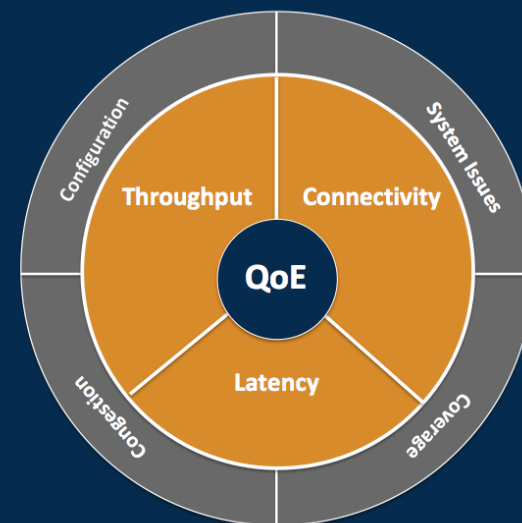 Configuration
System Issues
Throughput
Connectivity
QoE
Latency
Congestion
Coverage